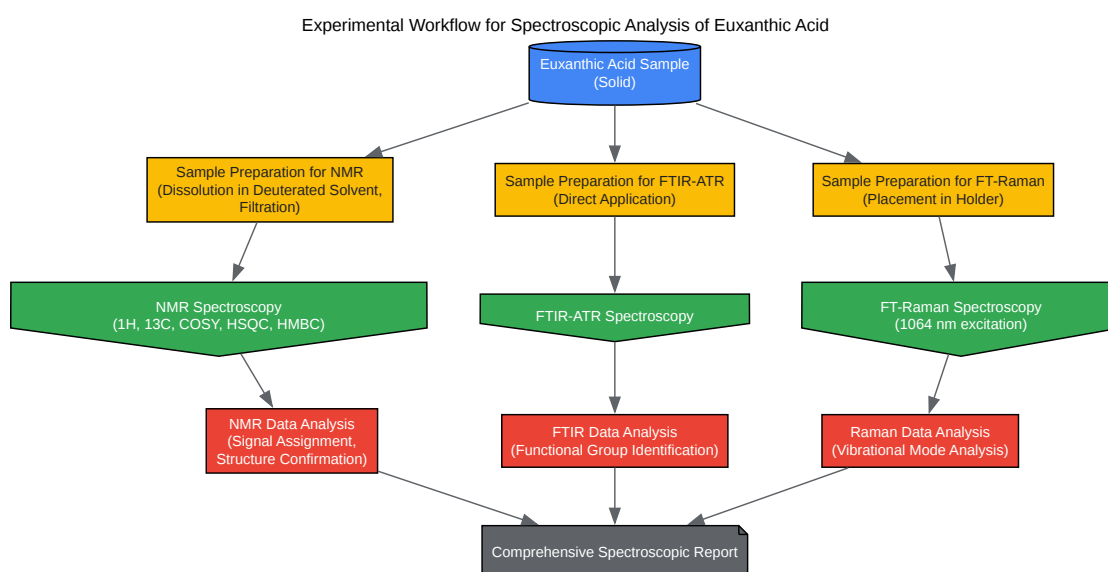 Experimental Workflow for Spectroscopic Analysis of Euxanthic Acid
Euxanthic Acid Sample
(Solid)
Sample Preparation for NMR
(Dissolution in Deuterated Solvent,
Filtration)
Sample Preparation for FTIR-ATR
(Direct Application)
Sample Preparation for FT-Raman
(Placement in Holder)
NMR Spectroscopy
(1H, 13C, COSY, HSQC, HMBC)
FTIR-ATR Spectroscopy
FT-Raman Spectroscopy
(1064 nm excitation)
NMR Data Analysis
(Signal Assignment,
Structure Confirmation)
FTIR Data Analysis
(Functional Group Identification)
Raman Data Analysis
(Vibrational Mode Analysis)
Comprehensive Spectroscopic Report